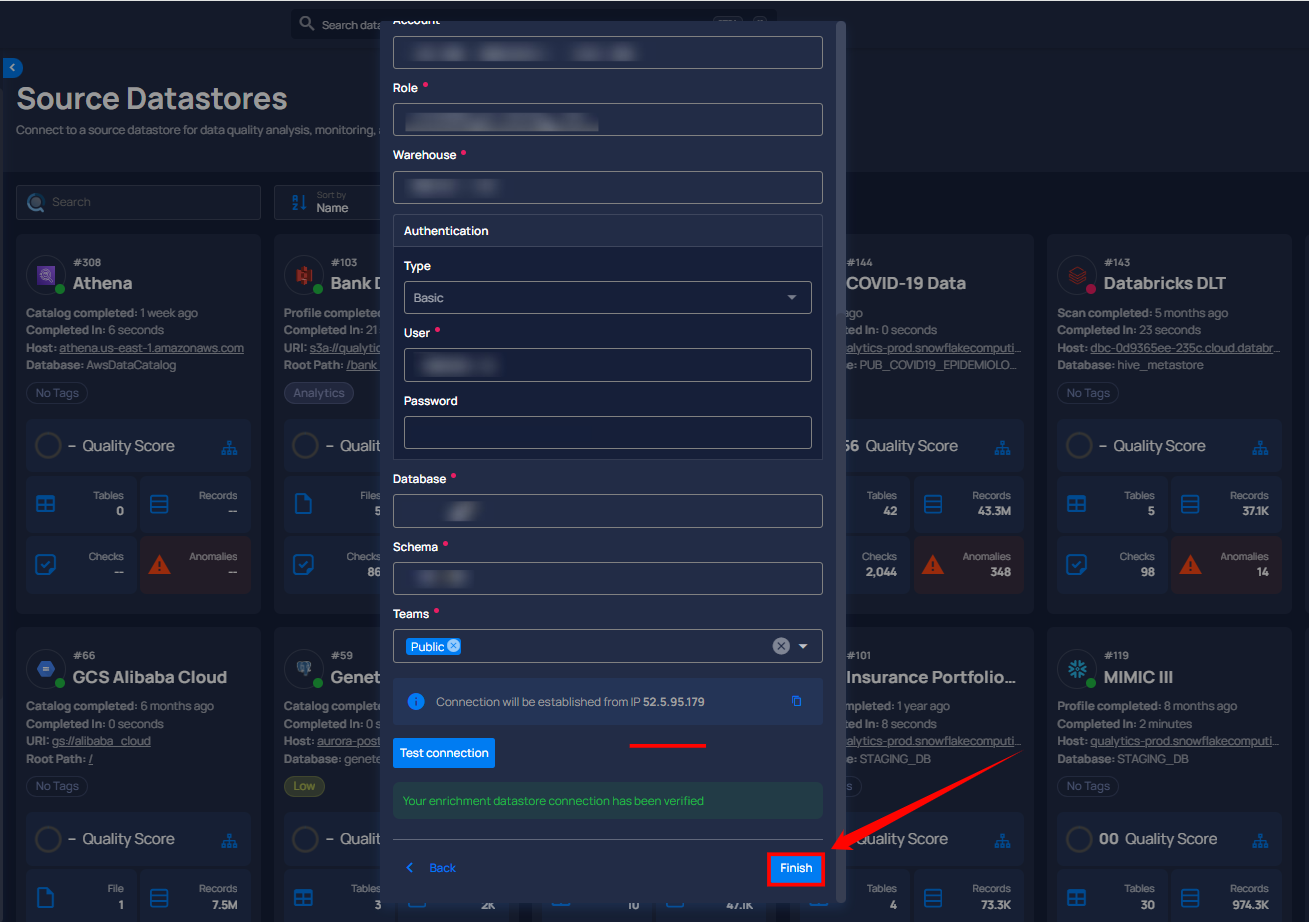 Search data
Source Datastores
Connect to a source datastore for data quality analysis, monitoring,
Search
Sort by
Name
#308
Athena
Catalog completed: 1 week ago
Completed In: 6 seconds
Host: athena.us-east-1.amazonaws.com
Database: AwsDataCatalog
No Tags
– Quality Score
Tables
0
Records
--
Checks
--
Anomalies
--
#103
Bank D
Profile completed
Completed In: 21
URI: s3a://qualytic
Root Path: /bank_
Analytics
– Qualit
Files
5
Checks
86
#144
COVID-19 Data
ago
ed In: 0 seconds
alytics-prod.snowflakecomputi...
e: PUB_COVID19_EPIDEMIOLO...
56 Quality Score
Tables
42
Records
43.3M
Checks
2,044
Anomalies
348
#143
Databricks DLT
Scan completed: 5 months ago
Completed In: 23 seconds
Host: dbc-0d9365ee-235c.cloud.databr...
Database: hive_metastore
No Tags
– Quality Score
Tables
5
Records
37.1K
Checks
98
Anomalies
14
#66
GCS Alibaba Cloud
Catalog completed: 6 months ago
Completed In: 0 seconds
URI: gs://alibaba_cloud
Root Path: /
No Tags
– Quality Score
File
1
Records
7.5M
#59
Genet
Catalog complete
Completed In: 0 s
Host: aurora-post
Database: genete
Low
– Qualit
Tables
3
2K
10
47.1K
#101
Insurance Portfolio...
mpleted: 1 year ago
ed In: 8 seconds
alytics-prod.snowflakecomputi...
e: STAGING_DB
s
Quality Score
Tables
4
Records
73.3K
#119
MIMIC III
Profile completed: 8 months ago
Completed In: 2 minutes
Host: qualytics-prod.snowflakecomputi...
Database: STAGING_DB
No Tags
00 Quality Score
Tables
30
Records
974.3K
Account
Role *
Warehouse *
Authentication
Type
Basic
User *
Password
Database *
Schema *
Teams *
Public
Connection will be established from IP 52.5.95.179
Test connection
Your enrichment datastore connection has been verified
Back
Finish